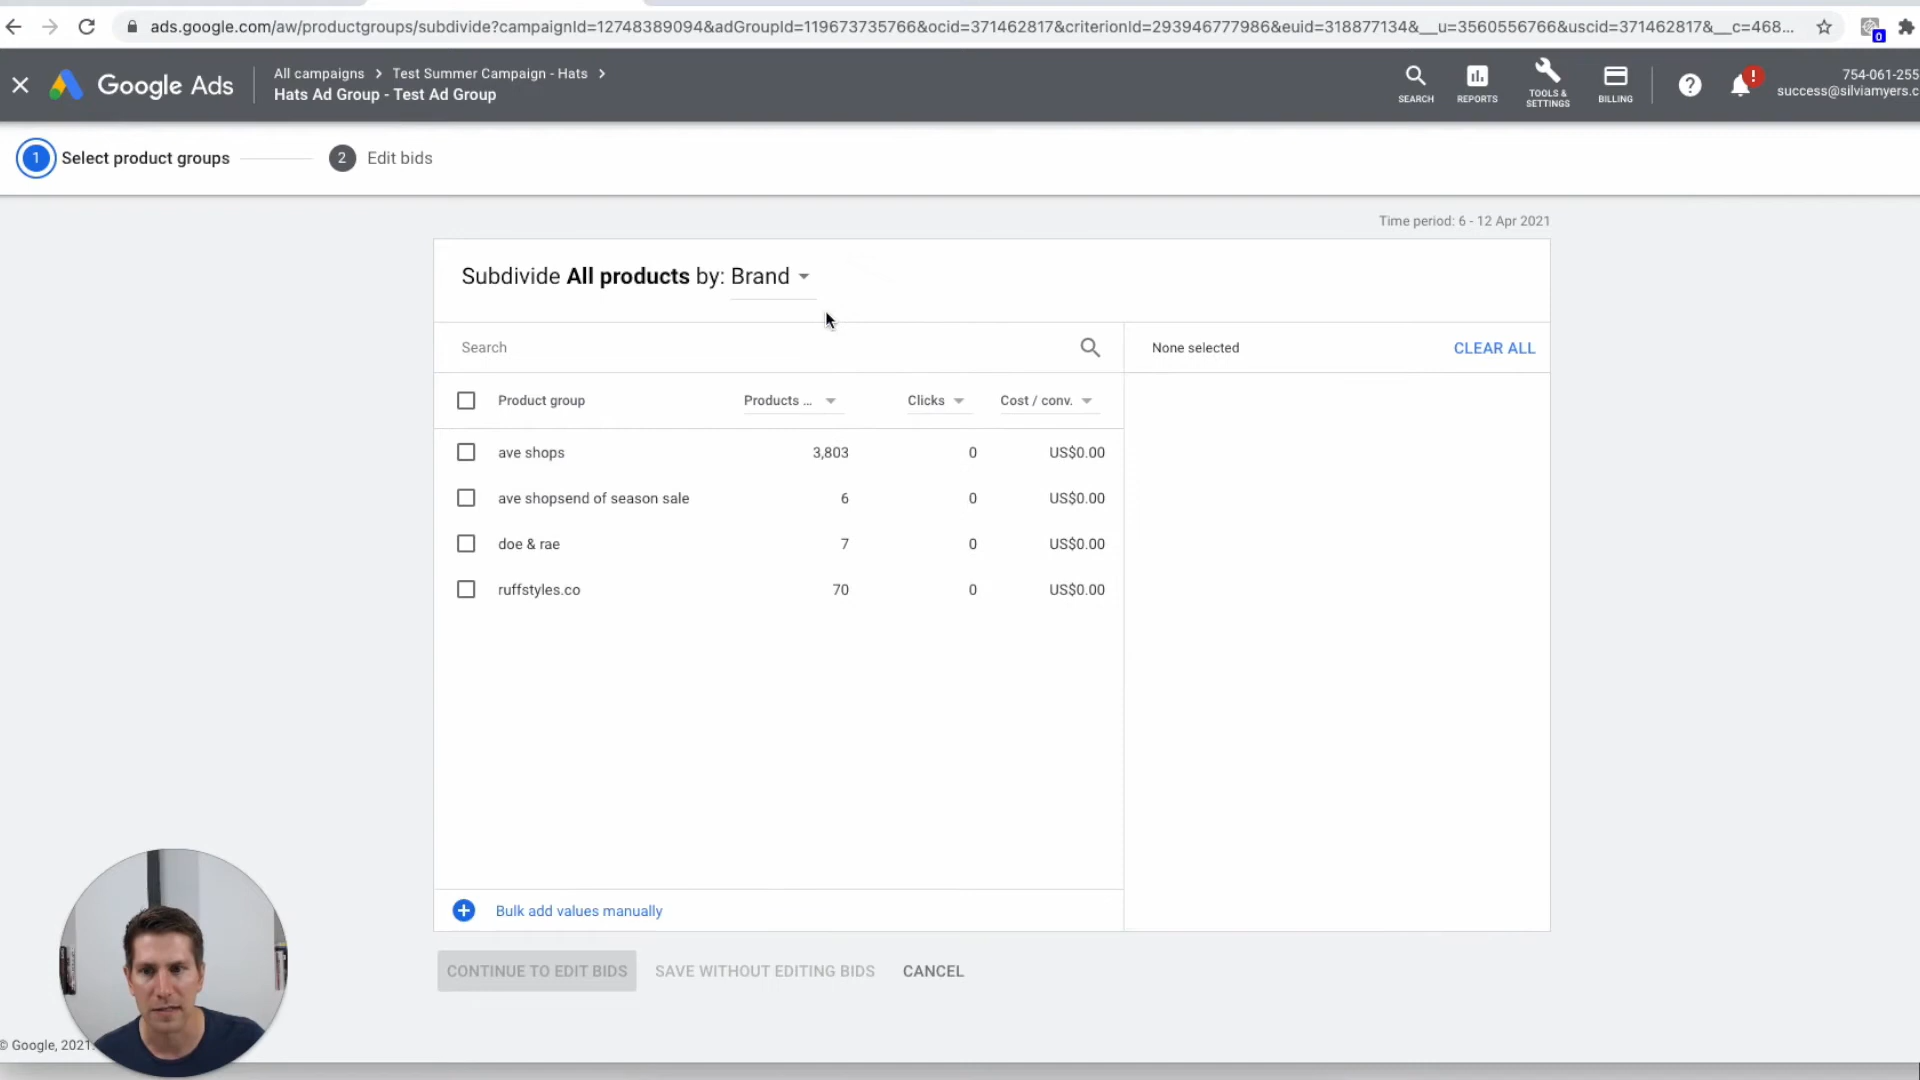 ads.google.com/aw/productgroups/subdivide?campaignId=12748389094&adGroupId=119673735766&ocid=371462817&criterionId=293946777986&euid=318877134&__u=3560556766&uscid=371462817&__c=468...
0
Google Ads
All campaigns > Test Summer Campaign - Hats >
Hats Ad Group - Test Ad Group
SEARCH
REPORTS
TOOLS & SETTINGS
BILLING
?
!
754-061-255
success@silviamyers.c
1 Select product groups
2 Edit bids
Time period: 6 - 12 Apr 2021
Subdivide All products by: Brand
Search
None selected
CLEAR ALL
Product group Products ... Clicks Cost / conv.
ave shops 3,803 0 US$0.00
ave shopsend of season sale 6 0 US$0.00
doe & rae 7 0 US$0.00
ruffstyles.co 70 0 US$0.00
Bulk add values manually
CONTINUE TO EDIT BIDS SAVE WITHOUT EDITING BIDS CANCEL
© Google, 2021.